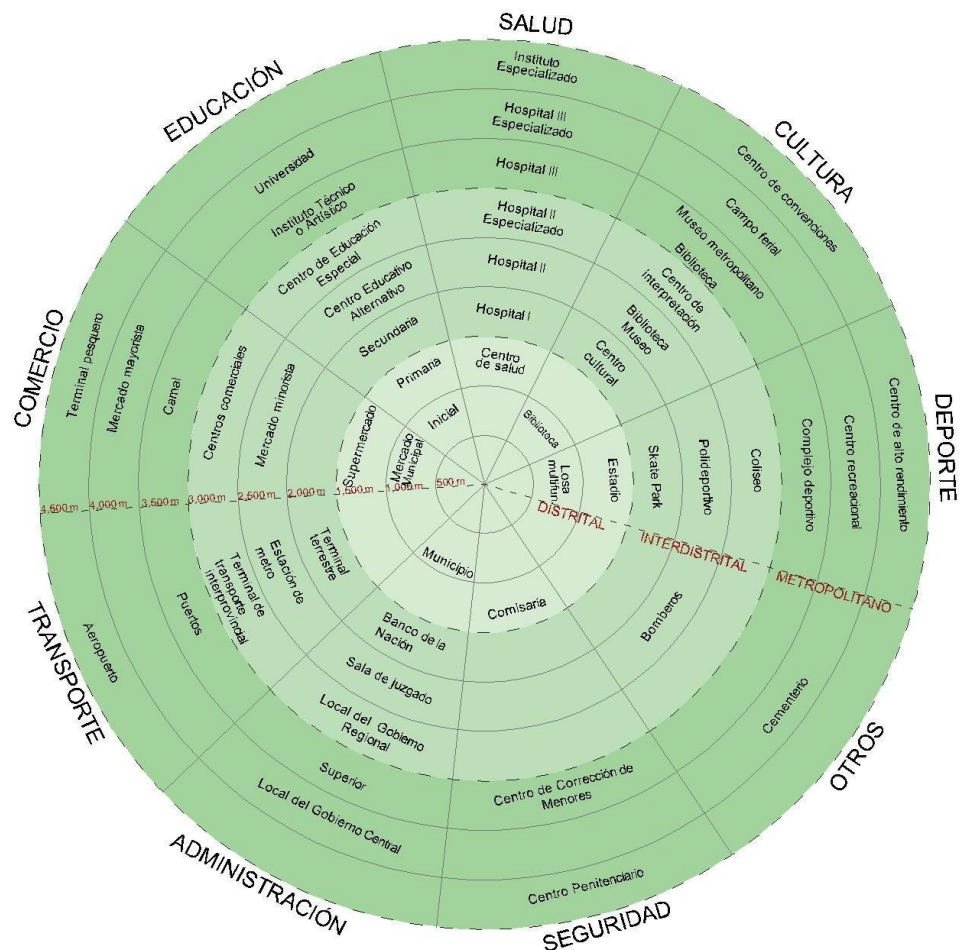 SALUD
Instituto
Especializado
Hospital III
Especializado
Hospital III
Hospital II
Especializado
Hospital II
Hospital I
Centro
de salud
CULTURA
Centro de convenciones
Campo ferial
Museo metropolitano
Biblioteca
Centro de
interpretación
Biblioteca
Museo
Centro
cultural
Biblioteca
DEPORTE
Centro de alto rendimiento
Centro recreacional
Complejo deportivo
Coliseo
Polideportivo
Skate Park
Estadio
Losa
multifun
DISTRITAL
INTERDISTRITAL
METROPOLITANO
OTROS
Cementerio
Bomberos
SEGURIDAD
Centro Penitenciario
Centro de Corrección de
Menores
Comisaria
ADMINISTRACIÓN
Local del Gobierno Central
Superior
Local del Gobierno
Regional
Sala de juzgado
Banco de la
Nación
Municipio
TRANSPORTE
Aeropuerto
Puertos
Terminal de
transporte
interprovincial
Estación de
metro
Terminal
terrestre
4,500 m
4,000 m
3,500 m
3,000 m
2,500 m
2,000 m
1,500 m
1,000 m
500 m
COMERCIO
Terminal pesquero
Mercado mayorista
Camal
Centros comerciales
Mercado minorista
Supermercado
Mercado
Municipal
EDUCACIÓN
Universidad
Instituto Técnico
o Artístico
Centro de Educación
Especial
Centro Educativo
Alternativo
Secundaria
Primaria
Inicial